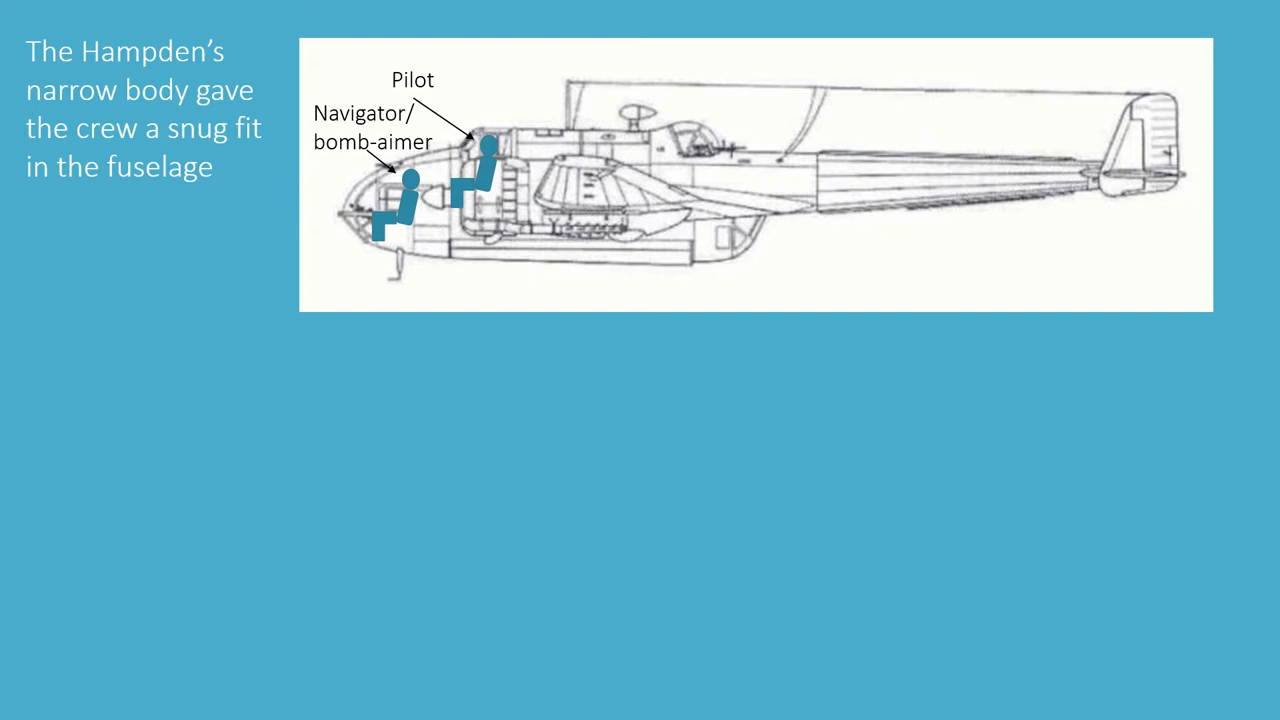 The Hampden’s
narrow body gave
the crew a snug fit
in the fuselage
Pilot
Navigator/
bomb-aimer